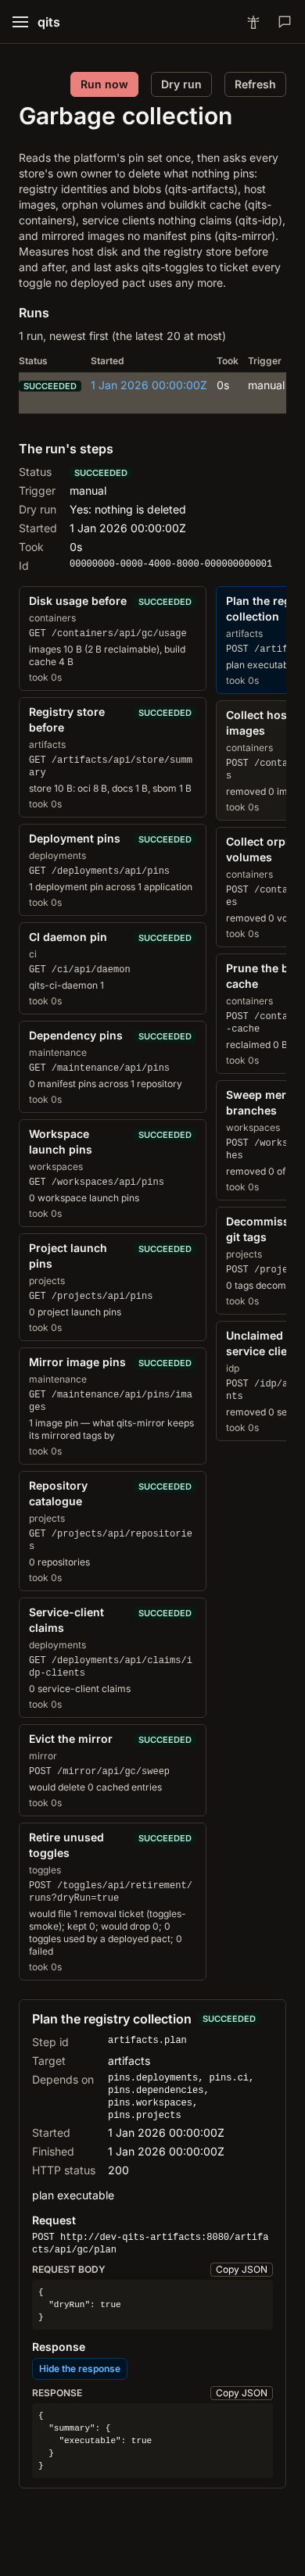 qits
Run now
Dry run
Refresh
Garbage collection
Reads the platform's pin set once, then asks every
store's own owner to delete what nothing pins:
registry identities and blobs (qits-artifacts), host
images, orphan volumes and buildkit cache (qits-
containers), service clients nothing claims (qits-idp),
and mirrored images no manifest pins (qits-mirror).
Measures host disk and the registry store before
and after, and last asks qits-toggles to ticket every
toggle no deployed pact uses any more.
Runs
1 run, newest first (the latest 20 at most)
Status Started Took Trigger
SUCCEEDED 1 Jan 2026 00:00:00Z 0s manual
The run's steps
Status SUCCEEDED
Trigger manual
Dry run Yes: nothing is deleted
Started 1 Jan 2026 00:00:00Z
Took 0s
Id 00000000-0000-4000-8000-000000000001
Disk usage before SUCCEEDED
containers
GET /containers/api/gc/usage
images 10 B (2 B reclaimable), build
cache 4 B
took 0s
Registry store
before
SUCCEEDED
artifacts
GET /artifacts/api/store/summ
ary
store 10 B: oci 8 B, docs 1 B, sbom 1 B
took 0s
Deployment pins SUCCEEDED
deployments
GET /deployments/api/pins
1 deployment pin across 1 application
took 0s
CI daemon pin SUCCEEDED
ci
GET /ci/api/daemon
qits-ci-daemon 1
took 0s
Dependency pins SUCCEEDED
maintenance
GET /maintenance/api/pins
0 manifest pins across 1 repository
took 0s
Workspace
launch pins
SUCCEEDED
workspaces
GET /workspaces/api/pins
0 workspace launch pins
took 0s
Project launch
pins
SUCCEEDED
projects
GET /projects/api/pins
0 project launch pins
took 0s
Mirror image pins SUCCEEDED
maintenance
GET /maintenance/api/pins/ima
ges
1 image pin — what qits-mirror keeps
its mirrored tags by
took 0s
Repository
catalogue
SUCCEEDED
projects
GET /projects/api/repositorie
s
0 repositories
took 0s
Service-client
claims
SUCCEEDED
deployments
GET /deployments/api/claims/i
dp-clients
0 service-client claims
took 0s
Evict the mirror SUCCEEDED
mirror
POST /mirror/api/gc/sweep
would delete 0 cached entries
took 0s
Retire unused
toggles
SUCCEEDED
toggles
POST /toggles/api/retirement/
runs?dryRun=true
would file 1 removal ticket (toggles-
smoke); kept 0; would drop 0; 0
toggles used by a deployed pact; 0
failed
took 0s
Plan the reg
collection
artifacts
POST /artif
plan executab
took 0s
Collect hos
images
containers
POST /conta
s
removed 0 im
took 0s
Collect orp
volumes
containers
POST /conta
es
removed 0 vo
took 0s
Prune the b
cache
containers
POST /conta
-cache
reclaimed 0 B
took 0s
Sweep mer
branches
workspaces
POST /works
hes
removed 0 of
took 0s
Decommiss
git tags
projects
POST /proje
0 tags decom
took 0s
Unclaimed
service clie
idp
POST /idp/a
nts
removed 0 se
took 0s
Plan the registry collection SUCCEEDED
Step id artifacts.plan
Target artifacts
Depends on pins.deployments, pins.ci,
pins.dependencies,
pins.workspaces,
pins.projects
Started 1 Jan 2026 00:00:00Z
Finished 1 Jan 2026 00:00:00Z
HTTP status 200
plan executable
Request
POST http://dev-qits-artifacts:8080/artifa
cts/api/gc/plan
REQUEST BODY Copy JSON
{
"dryRun": true
}
Response
Hide the response
RESPONSE Copy JSON
{
"summary": {
"executable": true
}
}